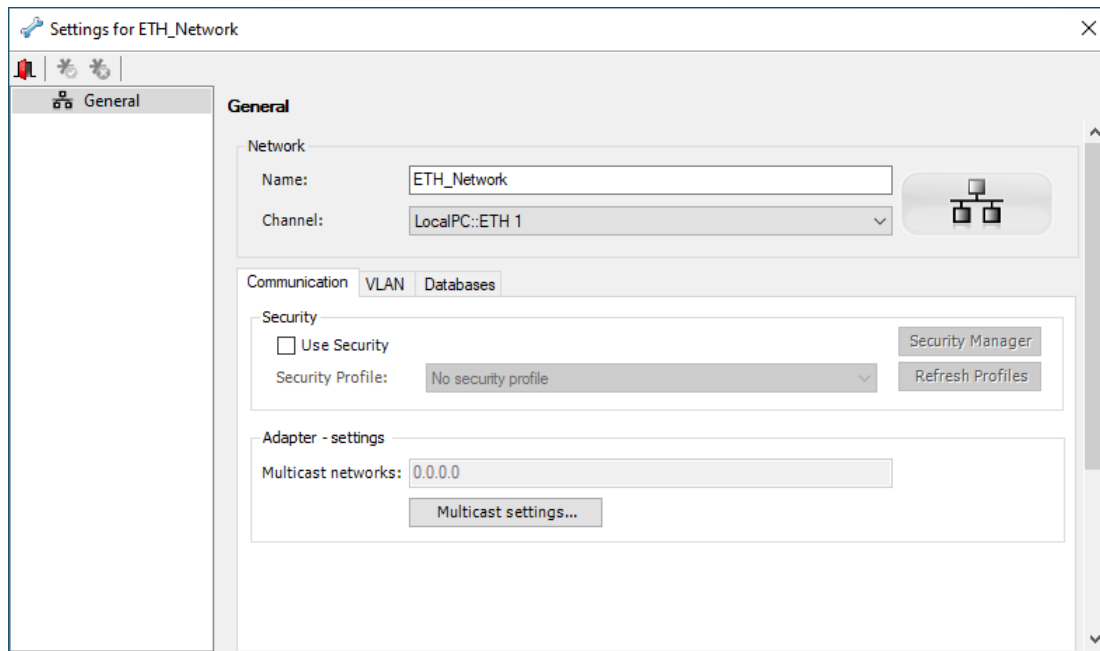 Settings for ETH_Network
General
General
Network
Name: ETH_Network
Channel: LocalPC::ETH 1
Communication VLAN Databases
Security
Use Security Security Manager
Security Profile: No security profile Refresh Profiles
Adapter - settings
Multicast networks: 0.0.0.0
Multicast settings...